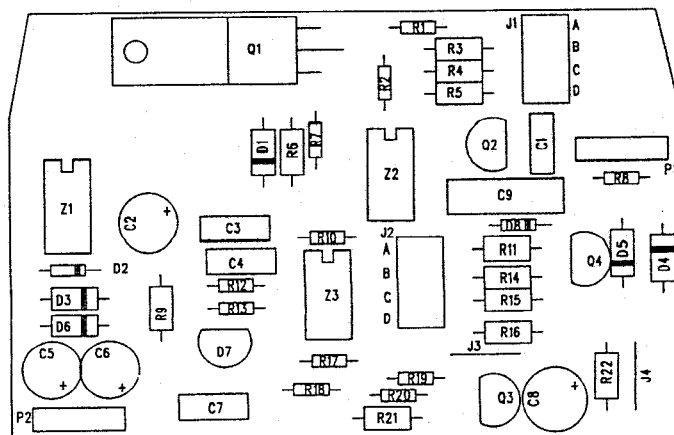 R1
J1
A
Q1
R3
B
R4
C
R2
R5
D
D1
R6
R7
Q2
C1
Z2
R8
C9
Z1
C2
+
C3
D8
R10
J2
A
R11
C4
Z3
B
Q4
D5
D4
D2
R12
R14
D3
R9
R13
C
R15
D6
D
R16
D7
J3
C5
C6
R17
+
+
R19
R18
R20
Q3
C8
+
R22
J4
P2
C7
R21